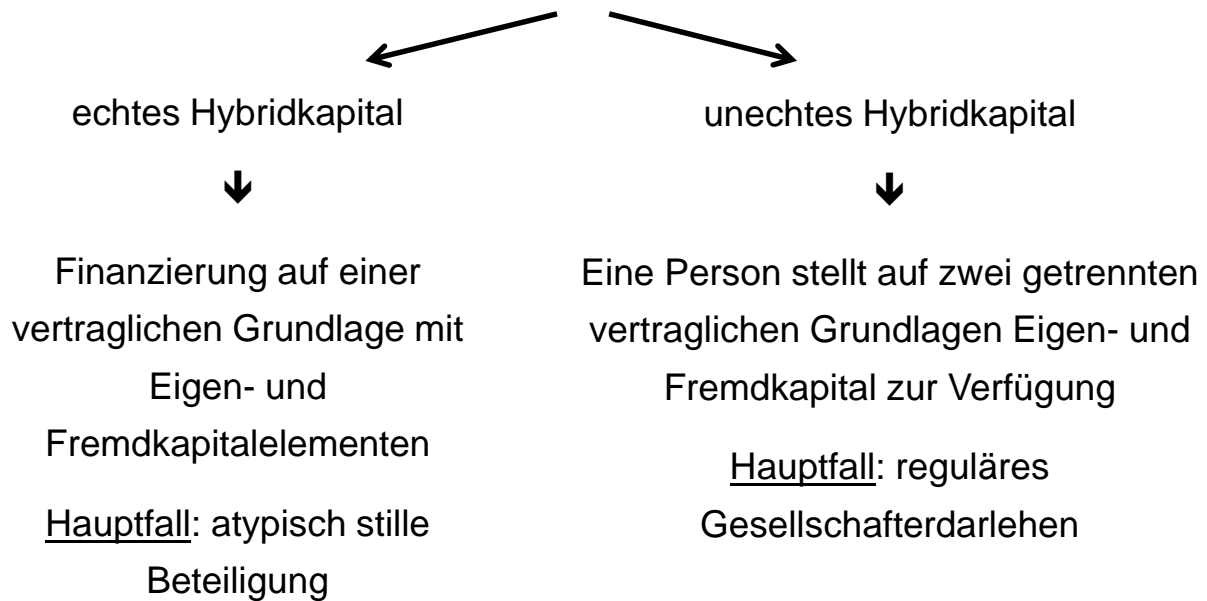 echtes Hybridkapital
Finanzierung auf einer
vertraglichen Grundlage mit
Eigen- und
Fremdkapitalelementen
Hauptfall: atypisch stille
Beteiligung
unechtes Hybridkapital
Eine Person stellt auf zwei getrennten
vertraglichen Grundlagen Eigen- und
Fremdkapital zur Verfügung
Hauptfall: reguläres
Gesellschafterdarlehen